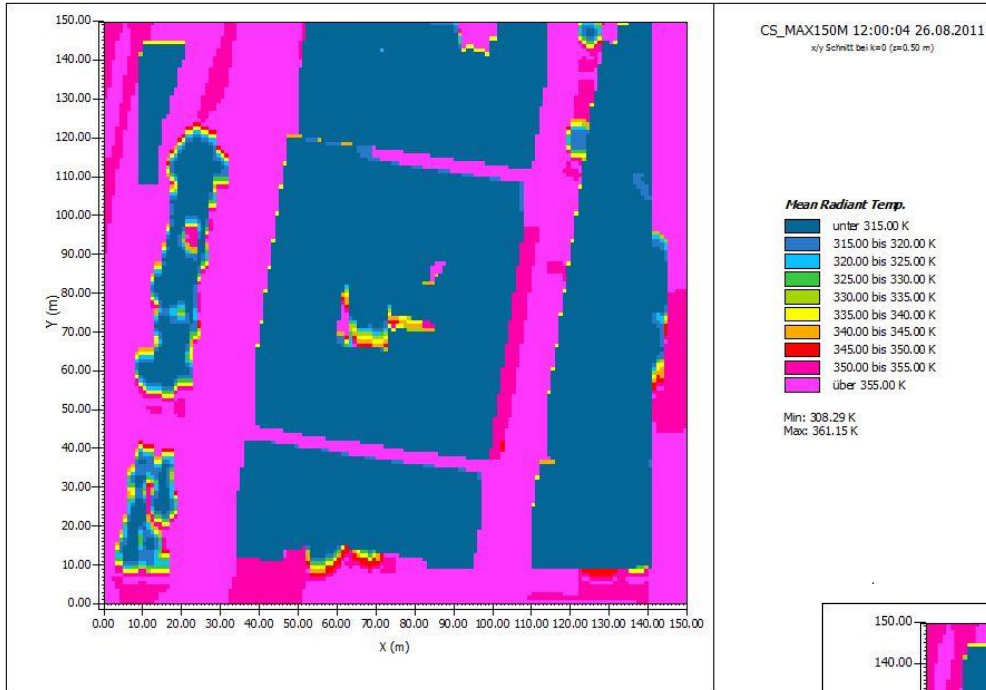 CS_MAX150M 12:00:04 26.08.2011
x/y Schnitt bei k=0 (z=0.50 m)
150.00
140.00
130.00
120.00
110.00
100.00
90.00
80.00
70.00
60.00
50.00
40.00
30.00
20.00
10.00
0.00
Y (m)
0.00 10.00 20.00 30.00 40.00 50.00 60.00 70.00 80.00 90.00 100.00 110.00 120.00 130.00 140.00 150.00
X (m)
Mean Radiant Temp.
unter 315.00 K
315.00 bis 320.00 K
320.00 bis 325.00 K
325.00 bis 330.00 K
330.00 bis 335.00 K
335.00 bis 340.00 K
340.00 bis 345.00 K
345.00 bis 350.00 K
350.00 bis 355.00 K
über 355.00 K
Min: 308.29 K
Max: 361.15 K
150.00
140.00